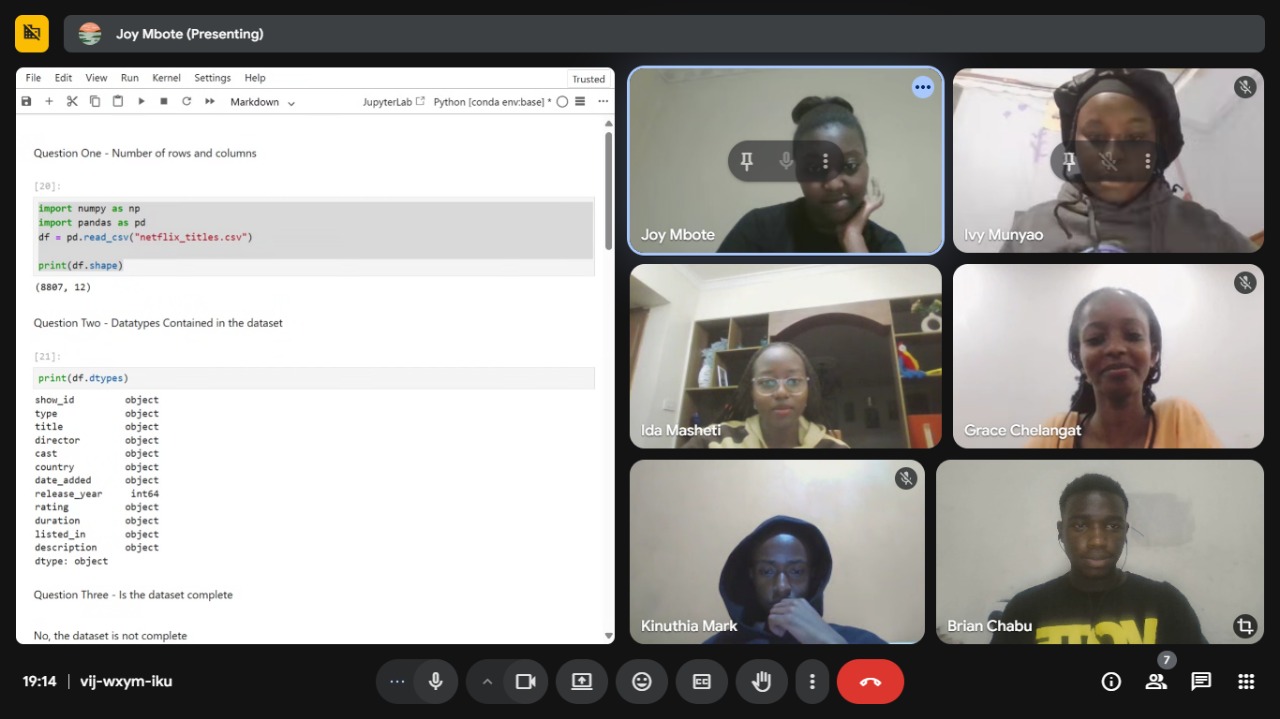 Joy Mbote (Presenting)
File Edit View Run Kernel Settings Help
Trusted
Markdown
JupyterLab
Python [conda env:base] *
Question One - Number of rows and columns
[20]:
import numpy as np
import pandas as pd
df = pd.read_csv("netflix_titles.csv")
print(df.shape)
(8807, 12)
Question Two - Datatypes Contained in the dataset
[21]:
print(df.dtypes)
show_id object
type object
title object
director object
cast object
country object
date_added object
release_year int64
rating object
duration object
listed_in object
description object
dtype: object
Question Three - Is the dataset complete
No, the dataset is not complete
Joy Mbote
Ivy Munyao
Ida Masheti
Grace Chelangat
Kinuthia Mark
Brian Chabu
19:14 | vij-wxym-iku
CC
7